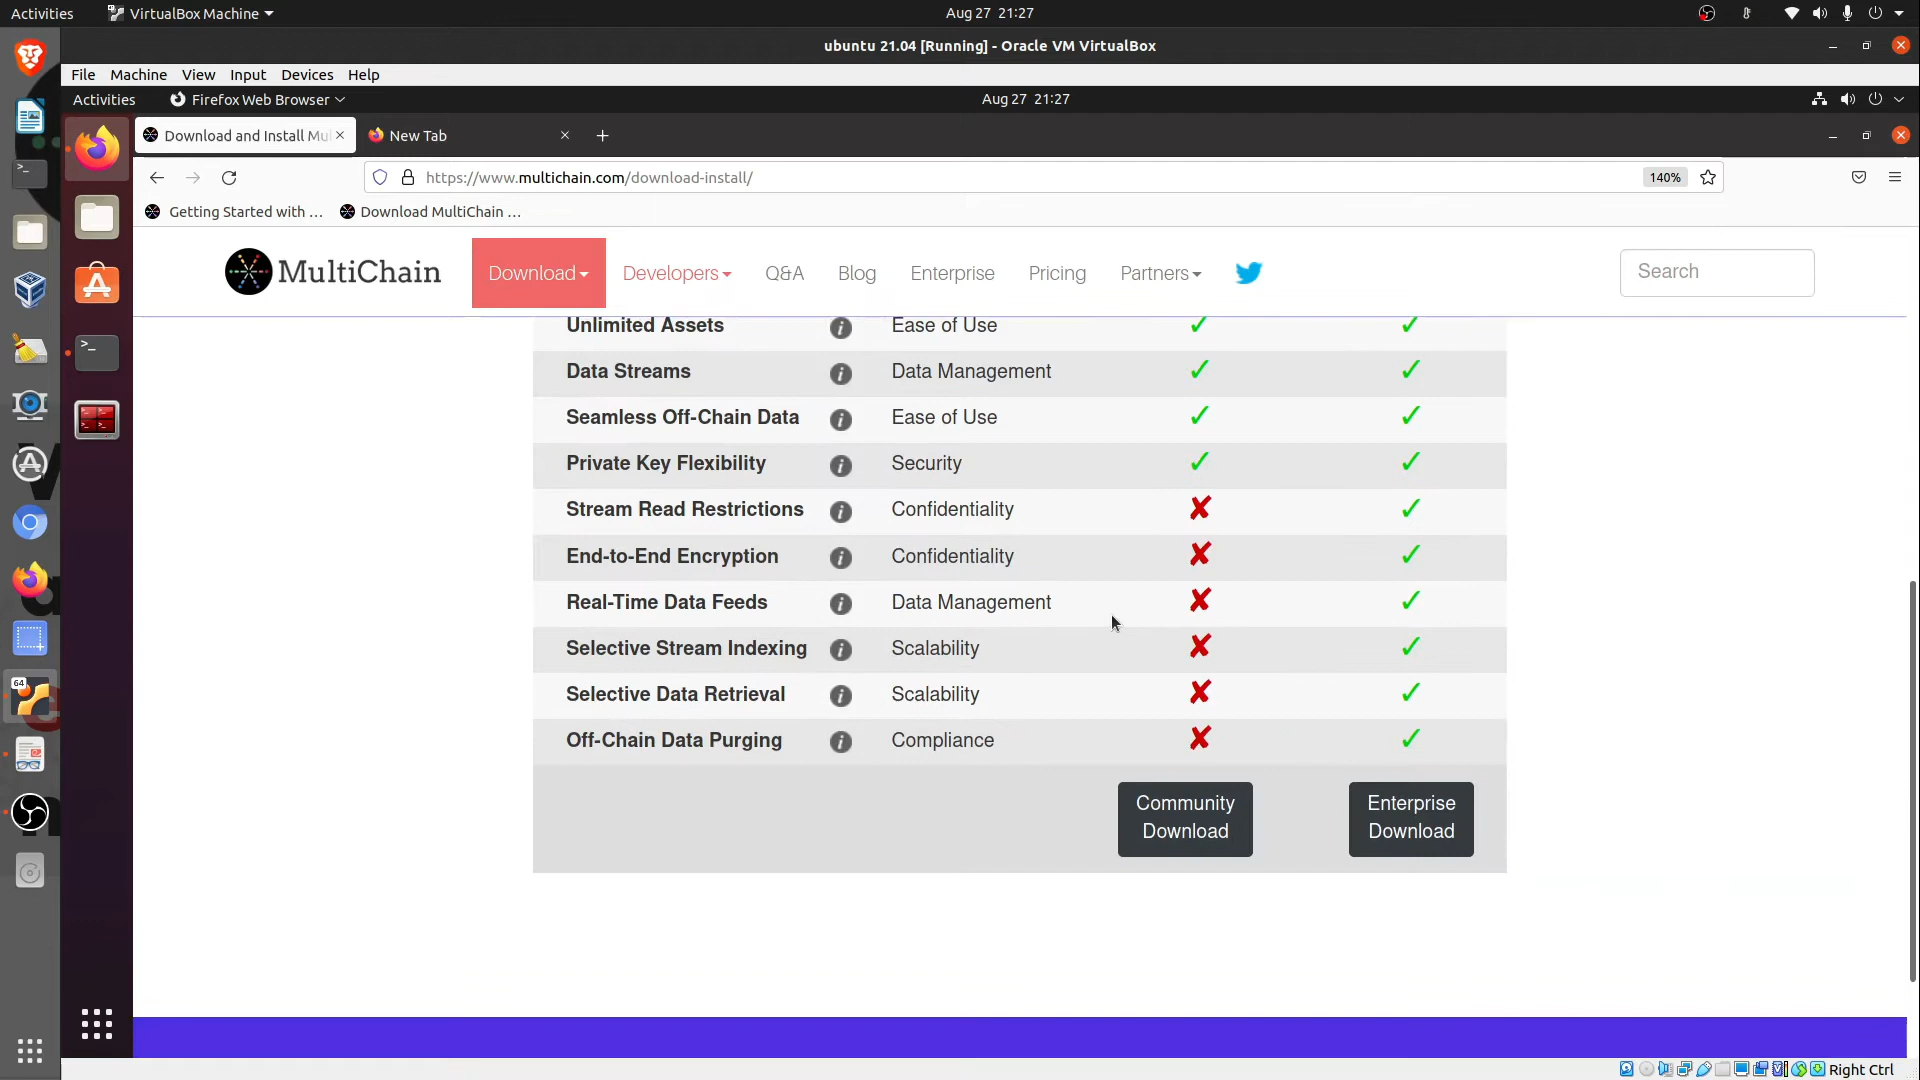 Activities
VirtualBox Machine
Aug 27 21:27
ubuntu 21.04 [Running] - Oracle VM VirtualBox
File Machine View Input Devices Help
Activities
Firefox Web Browser
Aug 27 21:27
Download and Install Mu
New Tab
https://www.multichain.com/download-install/
140%
Getting Started with ...
Download MultiChain ...
MultiChain
Download
Developers
Q&A
Blog
Enterprise
Pricing
Partners
Search
Unlimited Assets i Ease of Use ✓ ✓
Data Streams i Data Management ✓ ✓
Seamless Off-Chain Data i Ease of Use ✓ ✓
Private Key Flexibility i Security ✓ ✓
Stream Read Restrictions i Confidentiality ✘ ✓
End-to-End Encryption i Confidentiality ✘ ✓
Real-Time Data Feeds i Data Management ✘ ✓
Selective Stream Indexing i Scalability ✘ ✓
Selective Data Retrieval i Scalability ✘ ✓
Off-Chain Data Purging i Compliance ✘ ✓
Community
Download
Enterprise
Download
64
Right Ctrl